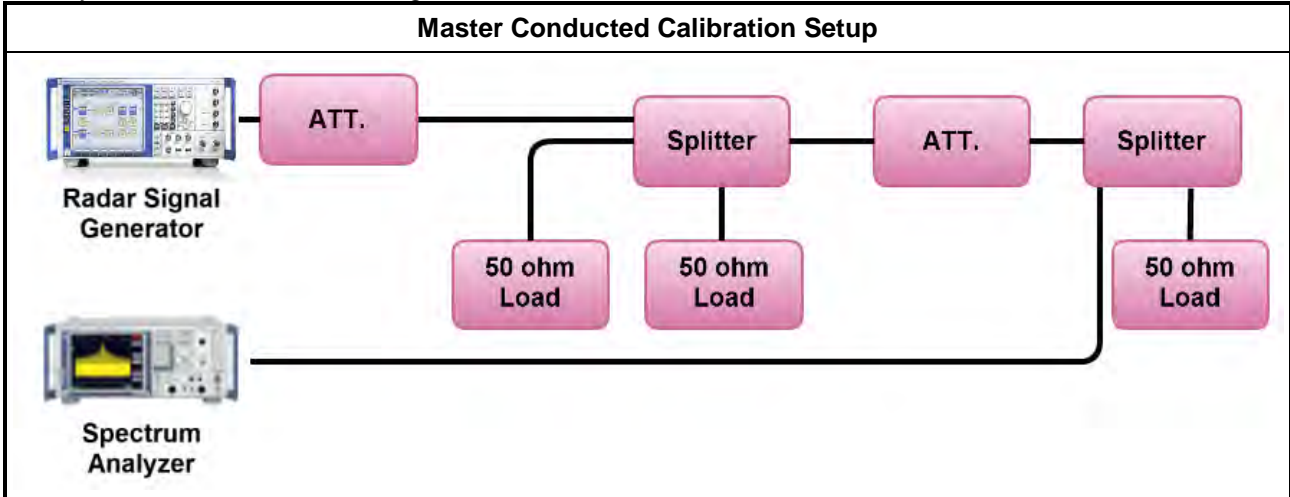 Master Conducted Calibration Setup
ATT.
Splitter
ATT.
Splitter
Radar Signal
Generator
50 ohm
Load
50 ohm
Load
50 ohm
Load
Spectrum
Analyzer